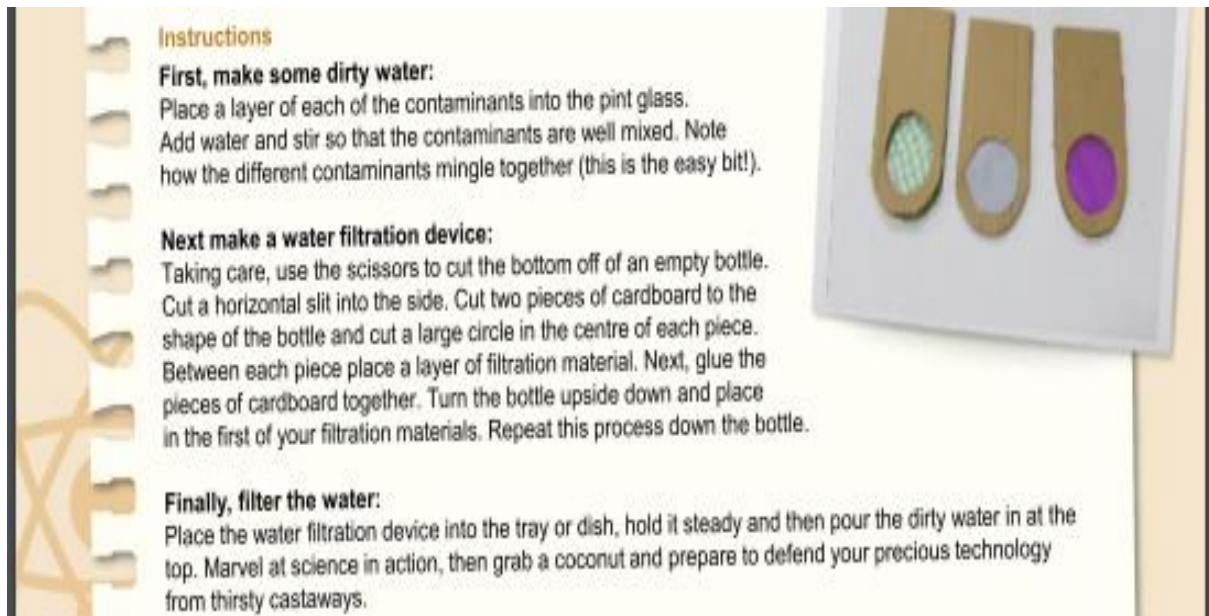 Instructions
First, make some dirty water:
Place a layer of each of the contaminants into the pint glass.
Add water and stir so that the contaminants are well mixed. Note
how the different contaminants mingle together (this is the easy bit!).
Next make a water filtration device:
Taking care, use the scissors to cut the bottom off of an empty bottle.
Cut a horizontal slit into the side. Cut two pieces of cardboard to the
shape of the bottle and cut a large circle in the centre of each piece.
Between each piece place a layer of filtration material. Next, glue the
pieces of cardboard together. Turn the bottle upside down and place
in the first of your filtration materials. Repeat this process down the bottle.
Finally, filter the water:
Place the water filtration device into the tray or dish, hold it steady and then pour the dirty water in at the
top. Marvel at science in action, then grab a coconut and prepare to defend your precious technology
from thirsty castaways.